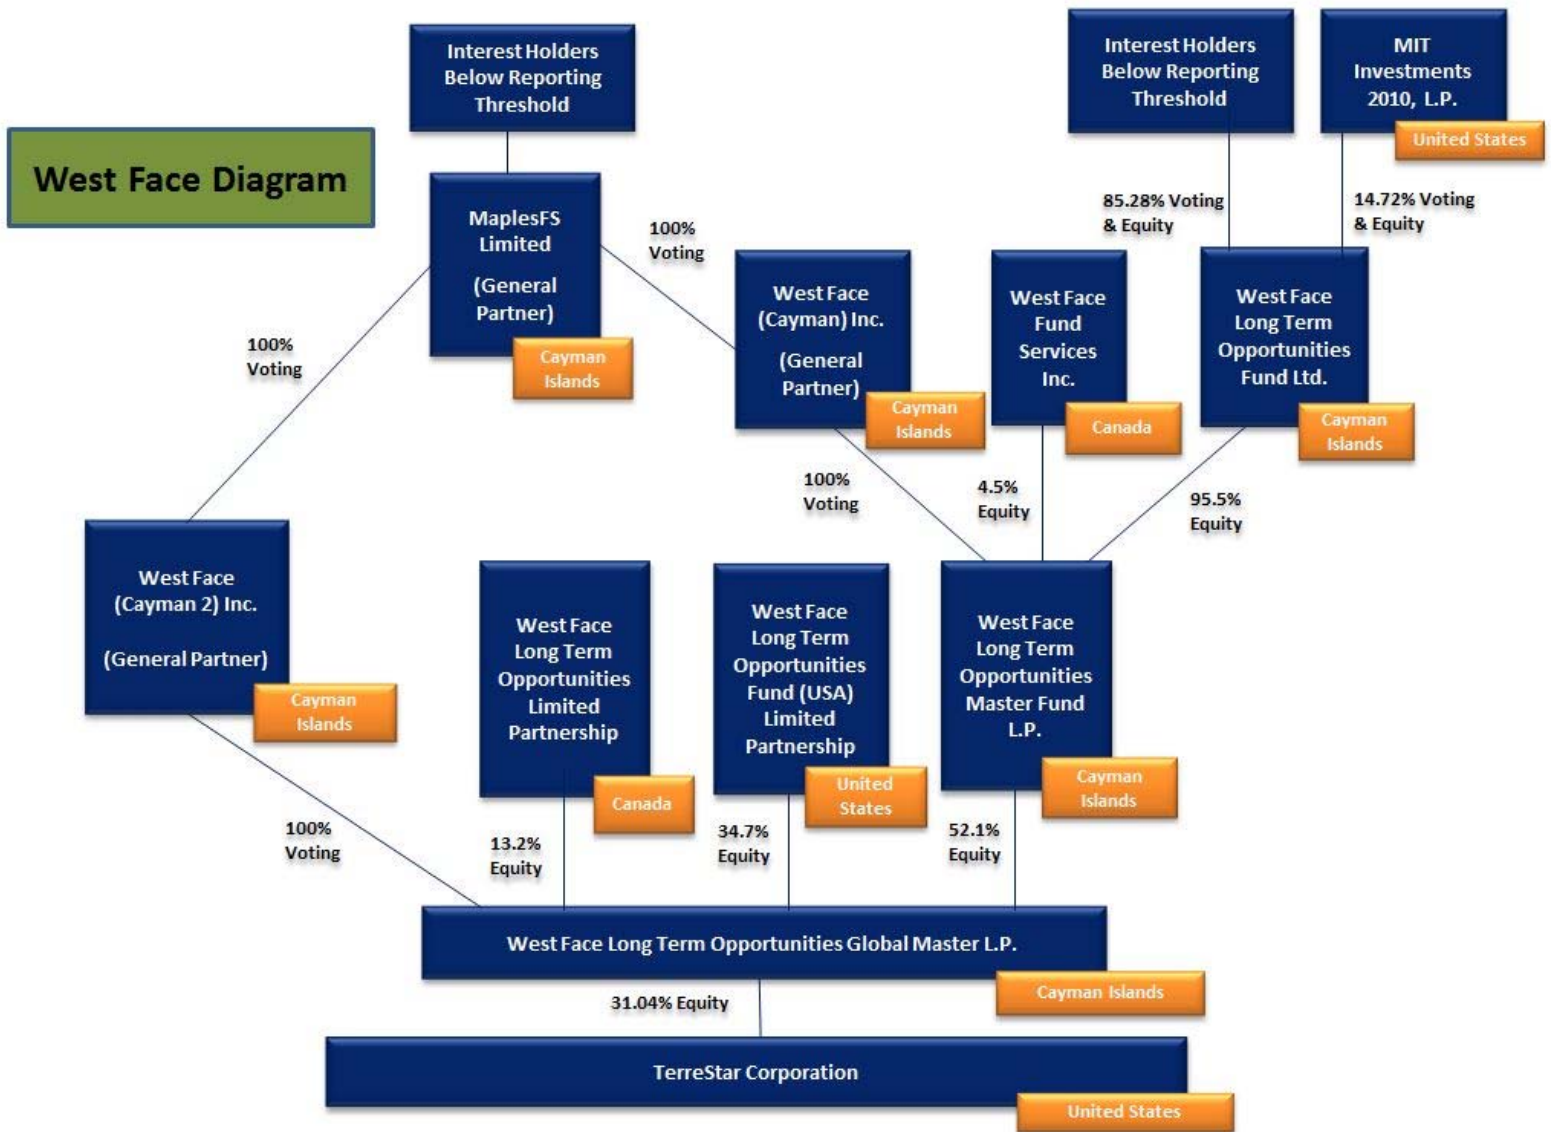 Interest Holders
Below Reporting
Threshold
Interest Holders
Below Reporting
Threshold
MIT
Investments
2010, L.P.
United States
West Face Diagram
MaplesFS
Limited
(General
Partner)
Cayman
Islands
100%
Voting
85.28% Voting
& Equity
14.72% Voting
& Equity
West Face
(Cayman) Inc.
(General
Partner)
Cayman
Islands
West Face
Fund
Services
Inc.
Canada
West Face
Long Term
Opportunities
Fund Ltd.
Cayman
Islands
100%
Voting
100%
Voting
4.5%
Equity
95.5%
Equity
West Face
(Cayman 2) Inc.
(General Partner)
Cayman
Islands
West Face
Long Term
Opportunities
Limited
Partnership
Canada
West Face
Long Term
Opportunities
Fund (USA)
Limited
Partnership
United
States
West Face
Long Term
Opportunities
Master Fund
L.P.
Cayman
Islands
100%
Voting
13.2%
Equity
34.7%
Equity
52.1%
Equity
West Face Long Term Opportunities Global Master L.P.
Cayman Islands
31.04% Equity
TerreStar Corporation
United States